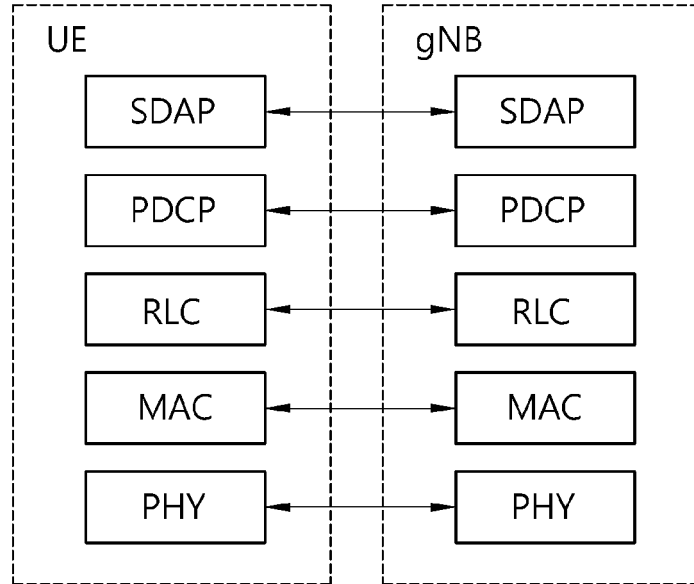 UE gNB
SDAP SDAP
PDCP PDCP
RLC RLC
MAC MAC
PHY PHY